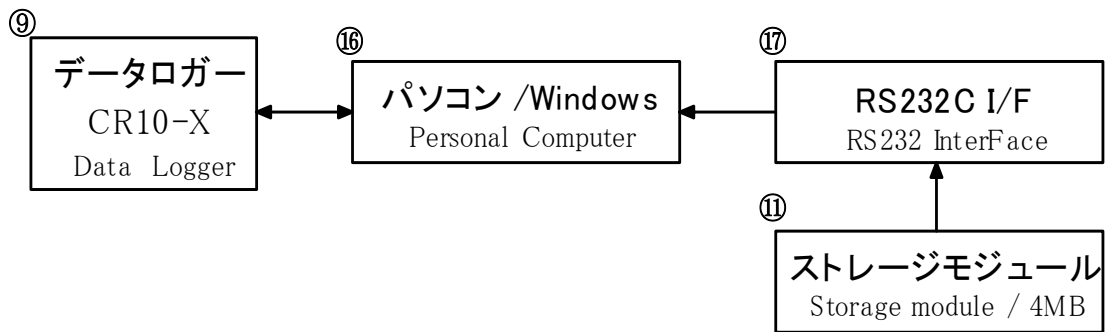 ⑨
データロガー
CR10-X
Data Logger
⑯
パソコン /Windows
Personal Computer
⑰
RS232C I/F
RS232 InterFace
⑪
ストレージモジュール
Storage module / 4MB